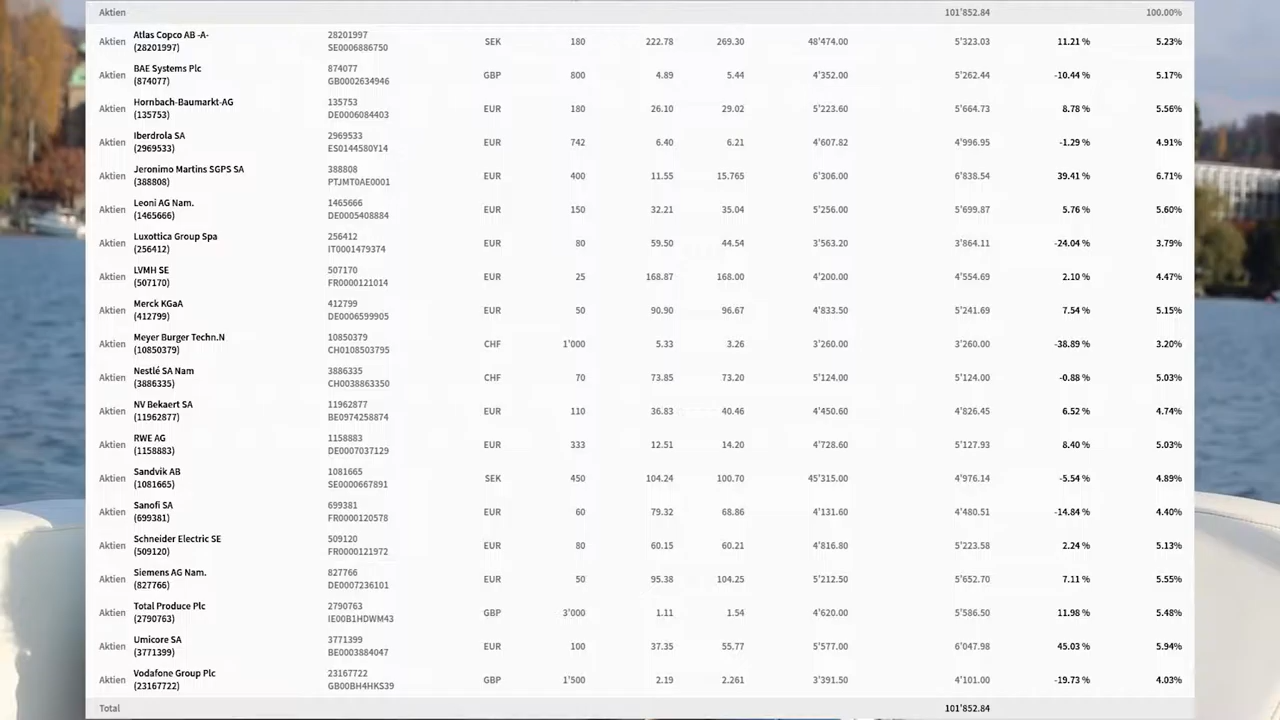 Aktien 101'852.84 100.00%
Aktien Atlas Copco AB -A- (28201997) 28201997 SE0006886750 SEK 180 222.78 269.30 48'474.00 5'323.03 11.21 % 5.23%
Aktien BAE Systems Plc (874077) 874077 GB0002634946 GBP 800 4.89 5.44 4'352.00 5'262.44 -10.44 % 5.17%
Aktien Hornbach-Baumarkt-AG (135753) 135753 DE0006084403 EUR 180 26.10 29.02 5'223.60 5'664.73 8.78 % 5.56%
Aktien Iberdrola SA (2969533) 2969533 ES0144580Y14 EUR 742 6.40 6.21 4'607.82 4'996.95 -1.29 % 4.91%
Aktien Jeronimo Martins SGPS SA (388808) 388808 PTJMT0AE0001 EUR 400 11.55 15.765 6'306.00 6'838.54 39.41 % 6.71%
Aktien Leoni AG Nam. (1465666) 1465666 DE0005408884 EUR 150 32.21 35.04 5'256.00 5'699.87 5.76 % 5.60%
Aktien Luxottica Group Spa (256412) 256412 IT0001479374 EUR 80 59.50 44.54 3'563.20 3'864.11 -24.04 % 3.79%
Aktien LVMH SE (507170) 507170 FR0000121014 EUR 25 168.87 168.00 4'200.00 4'554.69 2.10 % 4.47%
Aktien Merck KGaA (412799) 412799 DE0006599905 EUR 50 90.90 96.67 4'833.50 5'241.69 7.54 % 5.15%
Aktien Meyer Burger Techn.N (10850379) 10850379 CH0108503795 CHF 1'000 5.33 3.26 3'260.00 3'260.00 -38.89 % 3.20%
Aktien Nestlé SA Nam (3886335) 3886335 CH0038863350 CHF 70 73.85 73.20 5'124.00 5'124.00 -0.88 % 5.03%
Aktien NV Bekaert SA (11962877) 11962877 BE0974258874 EUR 110 36.83 40.46 4'450.60 4'826.45 6.52 % 4.74%
Aktien RWE AG (1158883) 1158883 DE0007037129 EUR 333 12.51 14.20 4'728.60 5'127.93 8.40 % 5.03%
Aktien Sandvik AB (1081665) 1081665 SE0000667891 SEK 450 104.24 100.70 45'315.00 4'976.14 -5.54 % 4.89%
Aktien Sanofi SA (699381) 699381 FR0000120578 EUR 60 79.32 68.86 4'131.60 4'480.51 -14.84 % 4.40%
Aktien Schneider Electric SE (509120) 509120 FR0000121972 EUR 80 60.15 60.21 4'816.80 5'223.58 2.24 % 5.13%
Aktien Siemens AG Nam. (827766) 827766 DE0007236101 EUR 50 95.38 104.25 5'212.50 5'652.70 7.11 % 5.55%
Aktien Total Produce Plc (2790763) 2790763 IE00B1HDWM43 GBP 3'000 1.11 1.54 4'620.00 5'586.50 11.98 % 5.48%
Aktien Umicore SA (3771399) 3771399 BE0003884047 EUR 100 37.35 55.77 5'577.00 6'047.98 45.03 % 5.94%
Aktien Vodafone Group Plc (23167722) 23167722 GB00BH4HKS39 GBP 1'500 2.19 2.261 3'391.50 4'101.00 -19.73 % 4.03%
Total 101'852.84